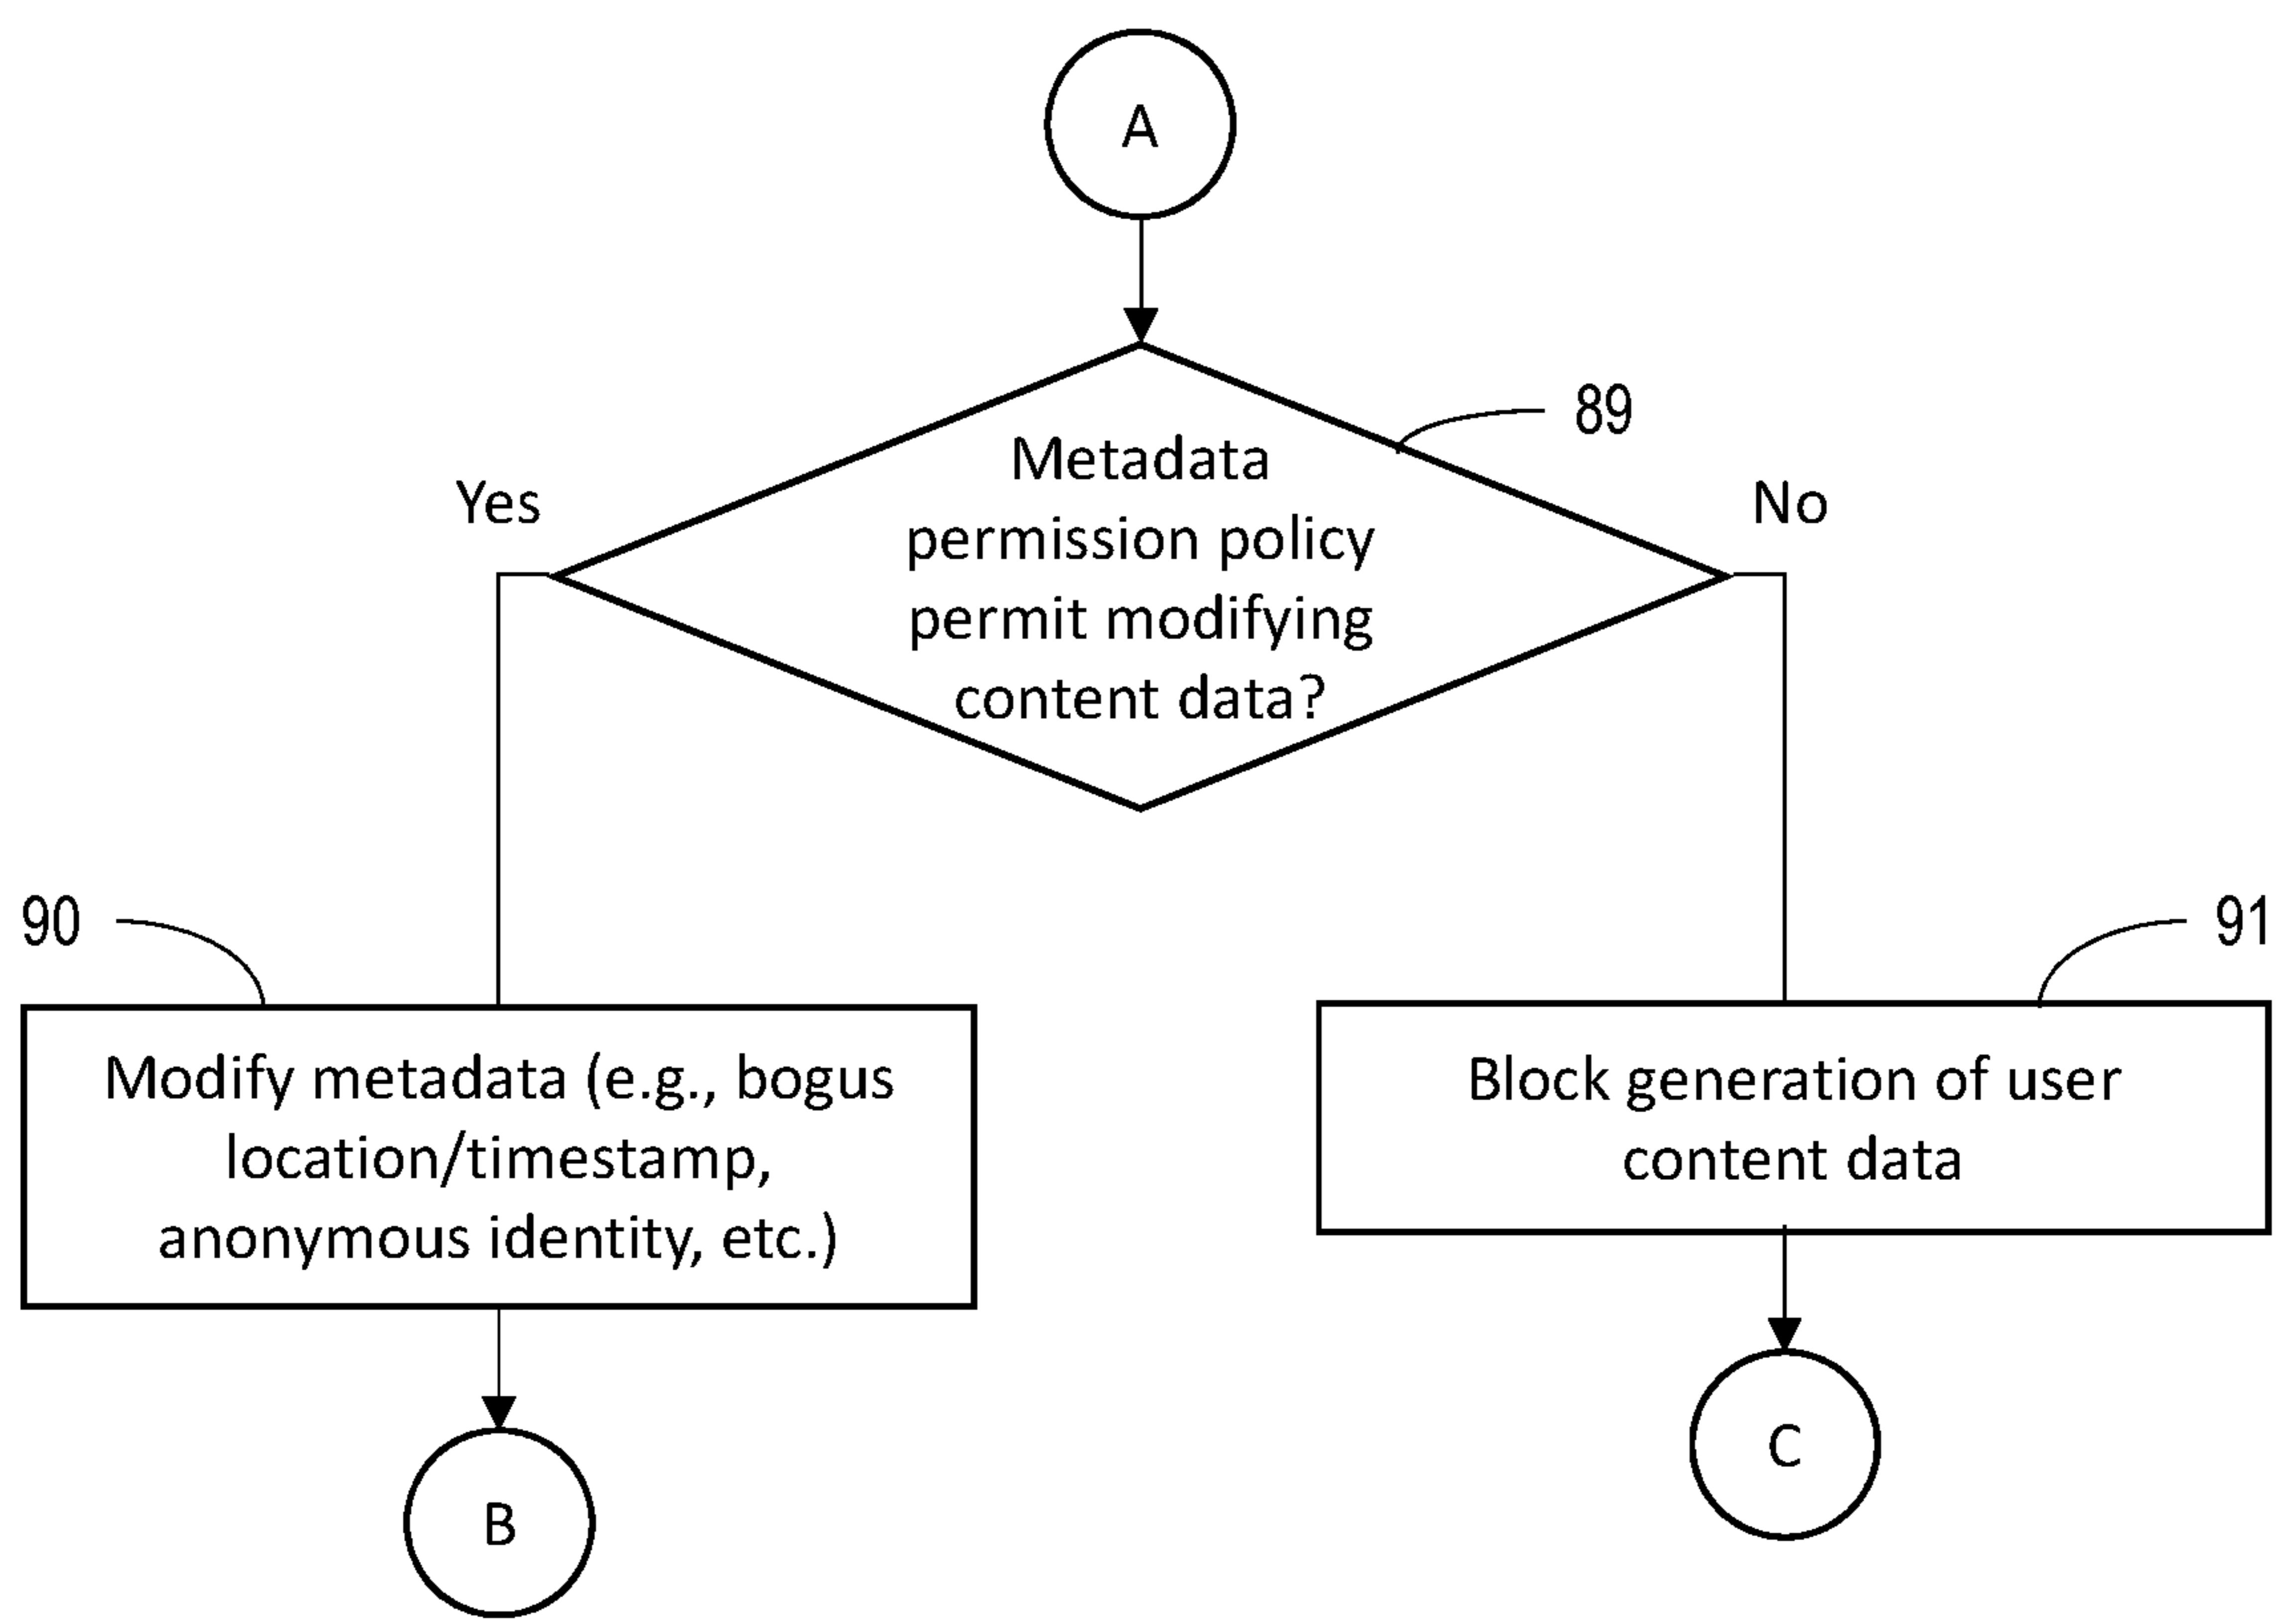 A
89
Metadata
permission policy
permit modifying
content data?
Yes
No
90
91
Modify metadata (e.g., bogus
location/timestamp,
anonymous identity, etc.)
Block generation of user
content data
B
C